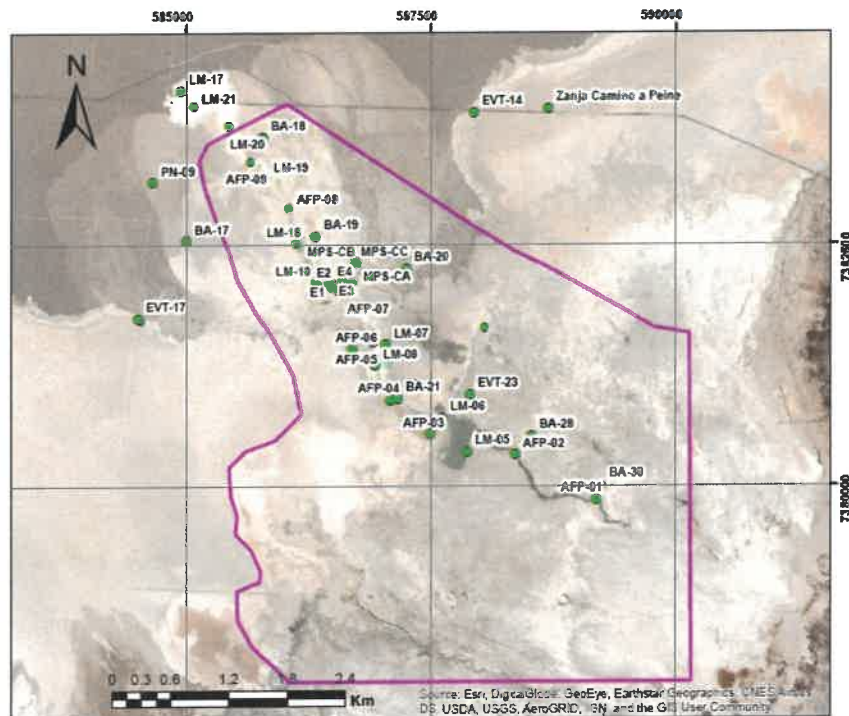 585000 587500 590000
N
LM-17
LM-21
EVT-14
Zanja Camino a Peine
BA-18
LM-20
LM-19
PN-09
AFP-09
AFP-08
BA-17
BA-19
LM-18
7382500
MPS-CB
MPS-CC
BA-20
LM-10
E2
E4
MPS-CA
E1
E3
AFP-07
EVT-17
AFP-06
LM-07
AFP-05
LM-08
AFP-04
BA-21
EVT-23
LM-06
AFP-03
BA-28
LM-05
AFP-02
BA-30
AFP-01
7380000
0 0.3 0.6 1.2 1.8 2.4
Km
Source: Esri, DigitalGlobe, GeoEye, Earthstar Geographics, CNES/Airbus
DS, USDA, USGS, AeroGRID, IGN, and the GIS User Community